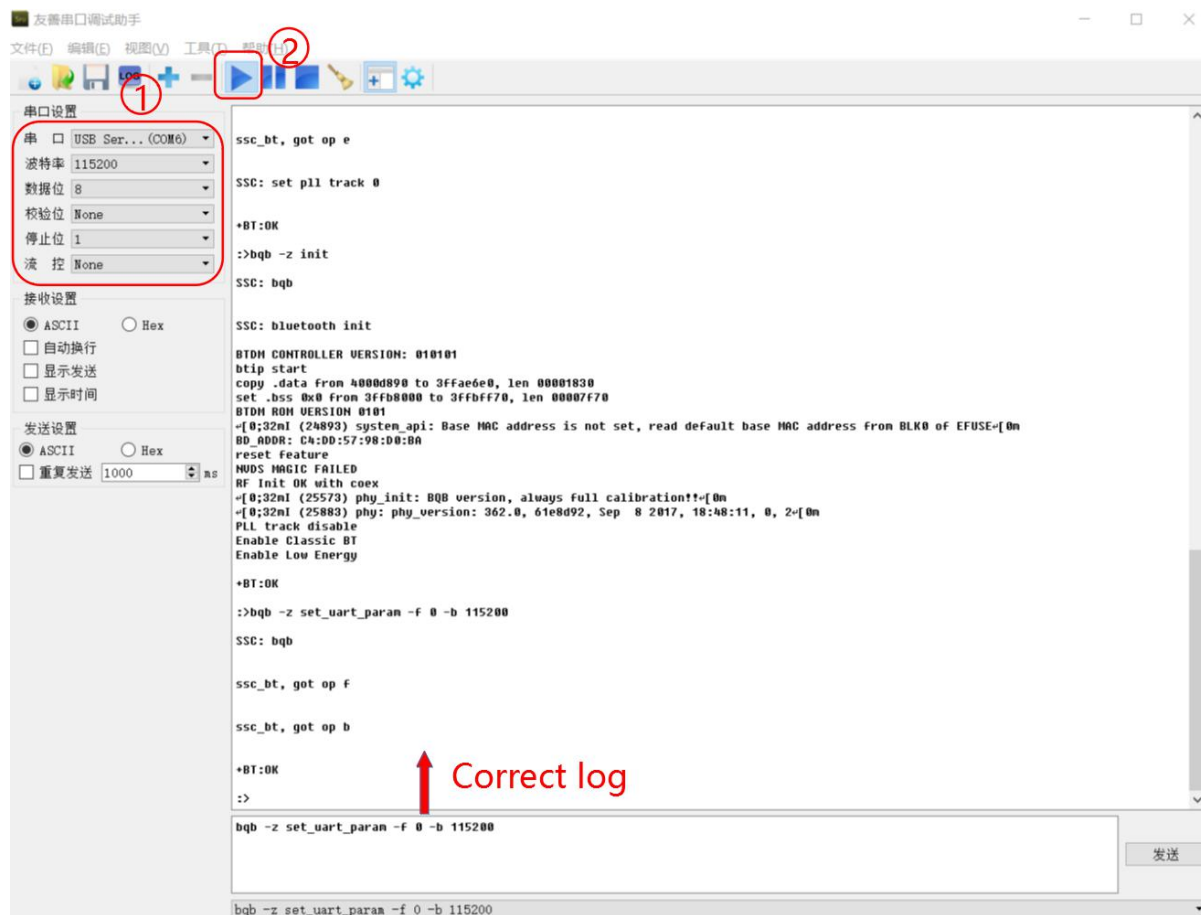 友善串口调试助手
文件(F) 编辑(E) 视图(V) 工具(T) 帮助(H)
②
LOG
①
串口设置
串 口 USB Ser...(COM6)
波特率 115200
数据位 8
校验位 None
停止位 1
流 控 None
接收设置
ASCII Hex
自动换行
显示发送
显示时间
发送设置
ASCII Hex
重复发送 1000 ms
ssc_bt, got op e
SSC: set pll track 0
+BT:OK
:>bqb -z init
SSC: bqb
SSC: bluetooth init
BTDM CONTROLLER VERSION: 010101
btip start
copy .data from 4000d890 to 3ffae6e0, len 00001830
set .bss 0x0 from 3ffb8000 to 3ffbff70, len 00007f70
BTDM ROM VERSION 0101
↵[0;32mI (24893) system_api: Base MAC address is not set, read default base MAC address from BLK0 of EFUSE↵[0m
BD_ADDR: C4:DD:57:98:D0:BA
reset feature
NVDS MAGIC FAILED
RF Init OK with coex
↵[0;32mI (25573) phy_init: BQB version, always full calibration!!↵[0m
↵[0;32mI (25883) phy: phy_version: 362.0, 61e8d92, Sep 8 2017, 18:48:11, 0, 2↵[0m
PLL track disable
Enable Classic BT
Enable Low Energy
+BT:OK
:>bqb -z set_uart_param -f 0 -b 115200
SSC: bqb
ssc_bt, got op f
ssc_bt, got op b
+BT:OK
:>
Correct log
bqb -z set_uart_param -f 0 -b 115200
发送
bqb -z set_uart_param -f 0 -b 115200